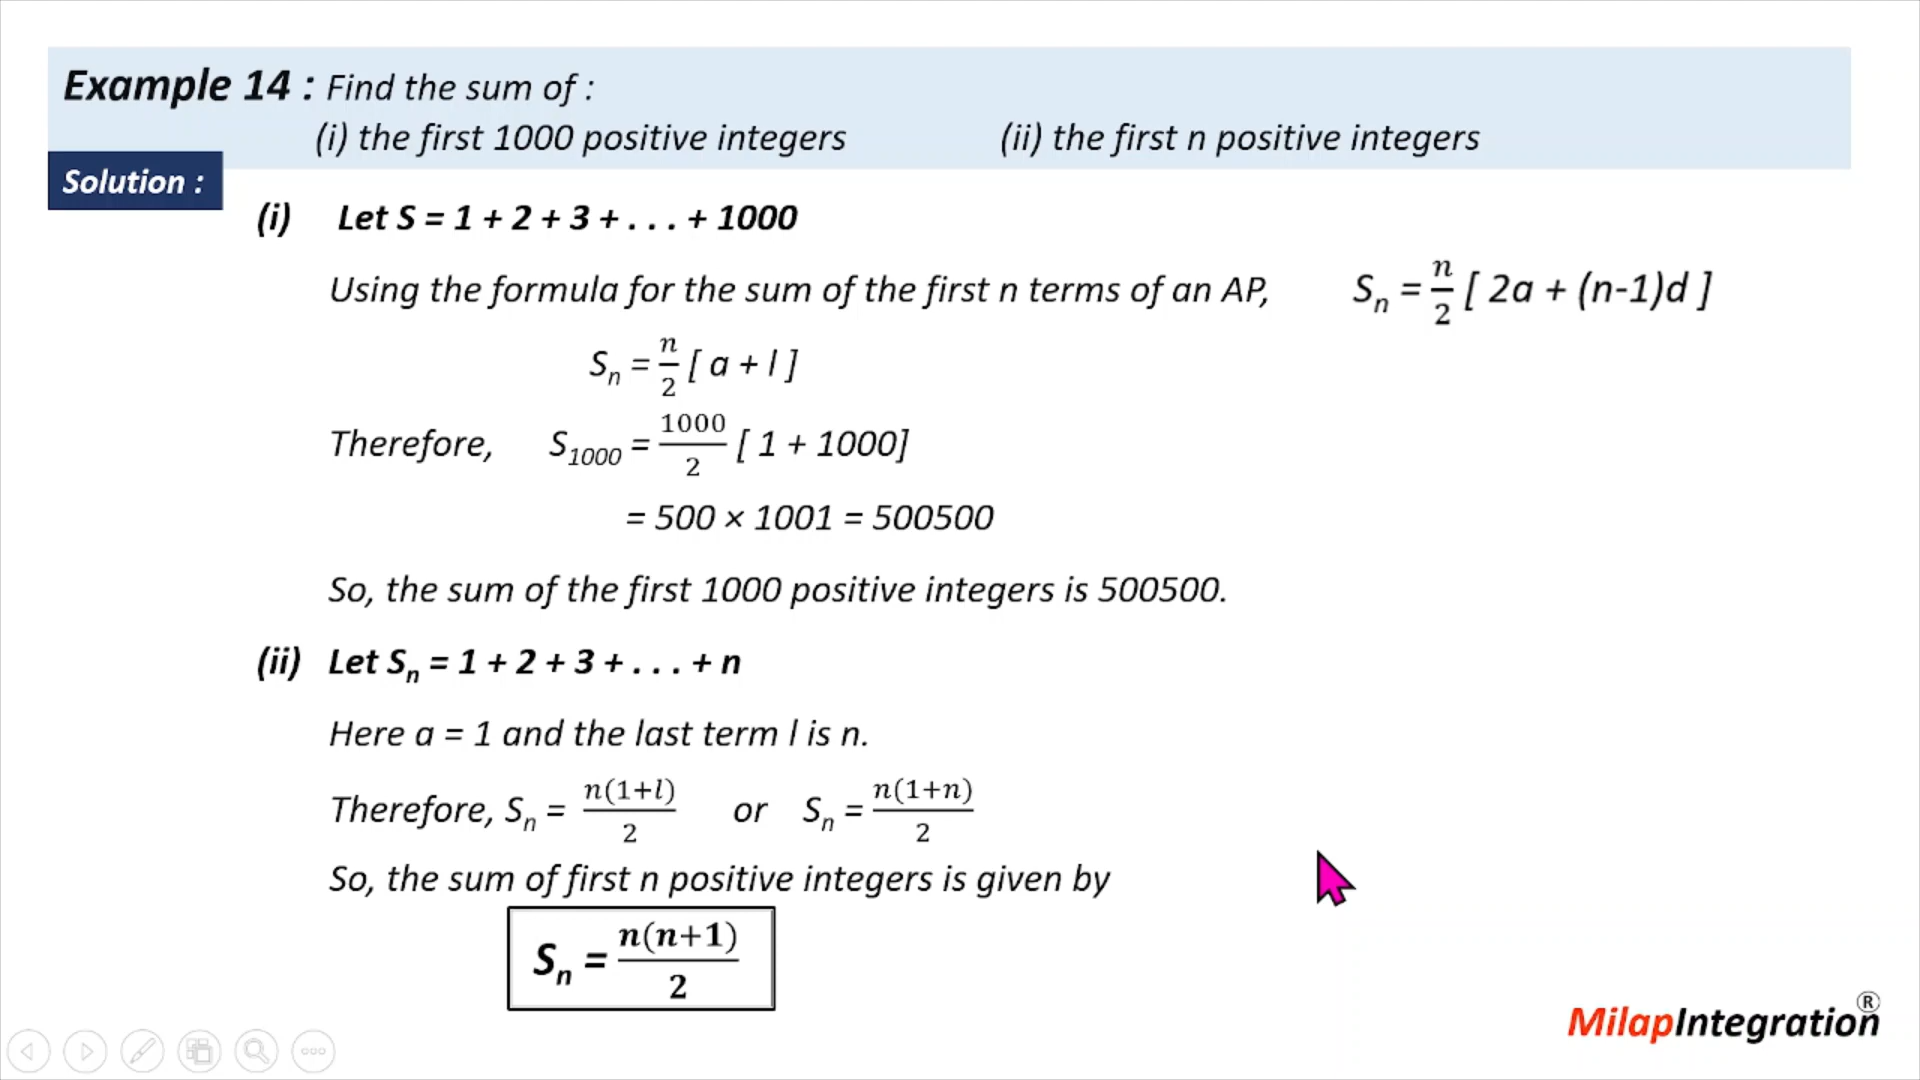 Example 14 : Find the sum of :
(i) the first 1000 positive integers (ii) the first n positive integers
Solution :
(i) Let S = 1 + 2 + 3 + . . . + 1000
Using the formula for the sum of the first n terms of an AP, Sₙ = n/2 [ 2a + (n-1)d ]
Sₙ = n/2 [ a + l ]
Therefore, S₁₀₀₀ = 1000/2 [ 1 + 1000]
= 500 × 1001 = 500500
So, the sum of the first 1000 positive integers is 500500.
(ii) Let Sₙ = 1 + 2 + 3 + . . . + n
Here a = 1 and the last term l is n.
Therefore, Sₙ = n(1+l)/2 or Sₙ = n(1+n)/2
So, the sum of first n positive integers is given by
Sₙ = n(n+1)/2
MilapIntegration®